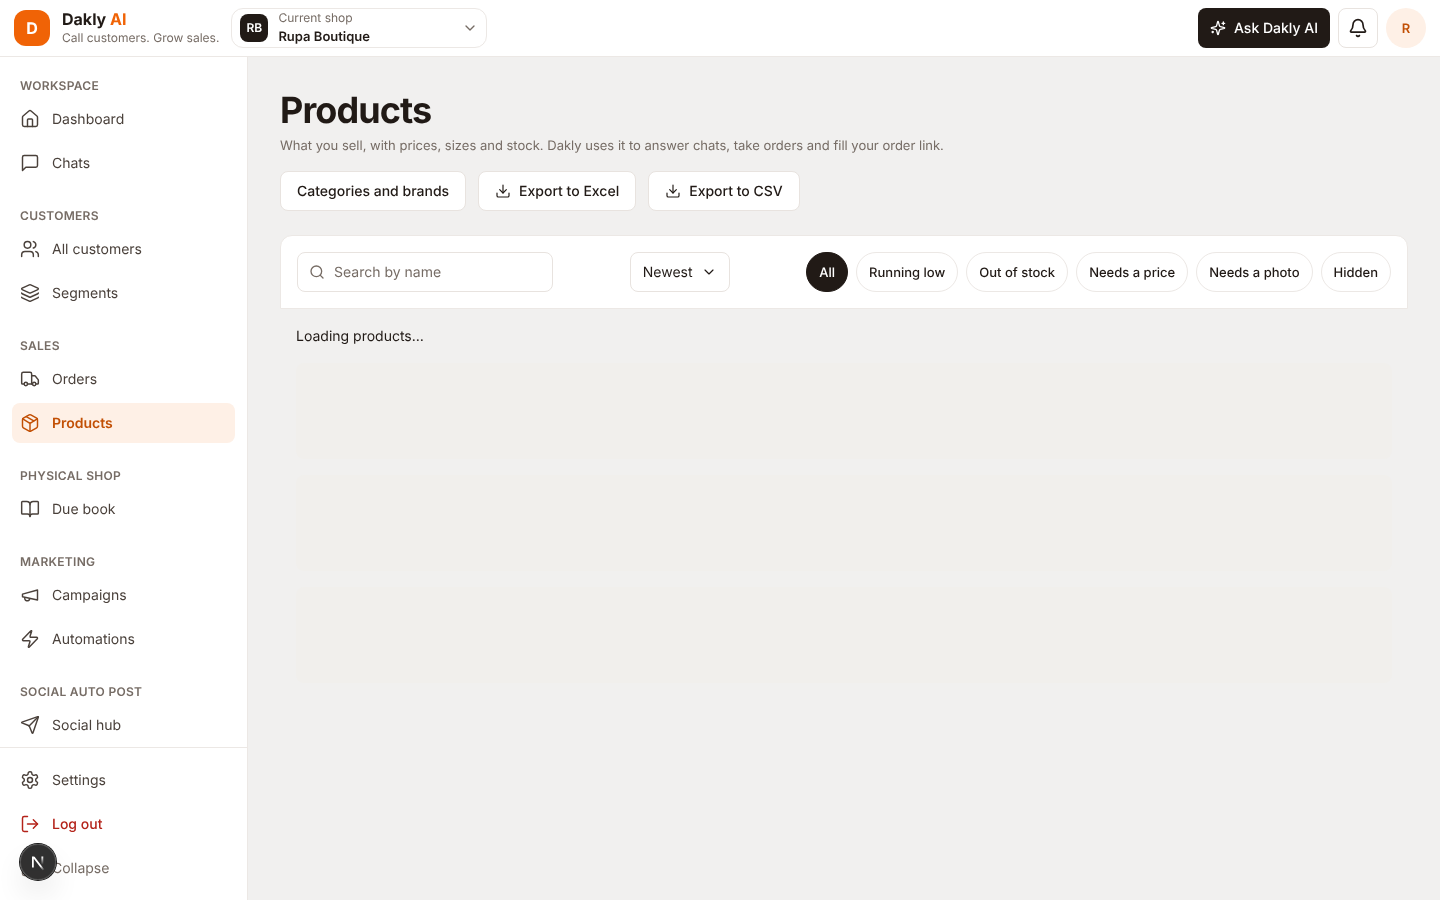 D
Dakly AI
Call customers. Grow sales.
RB
Current shop
Rupa Boutique
Ask Dakly AI
R
WORKSPACE
Dashboard
Chats
CUSTOMERS
All customers
Segments
SALES
Orders
Products
PHYSICAL SHOP
Due book
MARKETING
Campaigns
Automations
SOCIAL AUTO POST
Social hub
Settings
Log out
N
Collapse
Products
What you sell, with prices, sizes and stock. Dakly uses it to answer chats, take orders and fill your order link.
Categories and brands
Export to Excel
Export to CSV
Search by name
Newest
All
Running low
Out of stock
Needs a price
Needs a photo
Hidden
Loading products...